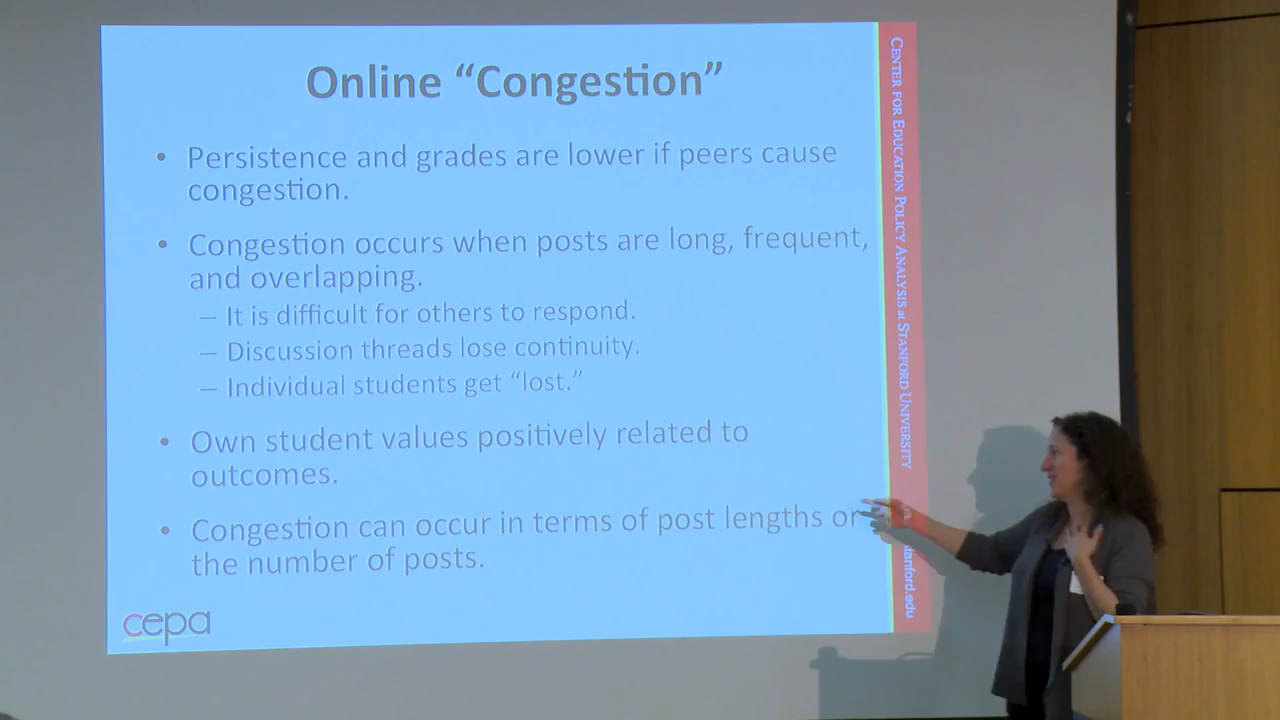 Online “Congestion”
• Persistence and grades are lower if peers cause
congestion.
• Congestion occurs when posts are long, frequent,
and overlapping.
– It is difficult for others to respond.
– Discussion threads lose continuity.
– Individual students get “lost.”
• Own student values positively related to
outcomes.
• Congestion can occur in terms of post lengths or
the number of posts.
cepa
CENTER FOR EDUCATION POLICY ANALYSIS at STANFORD UNIVERSITY
stanford.edu